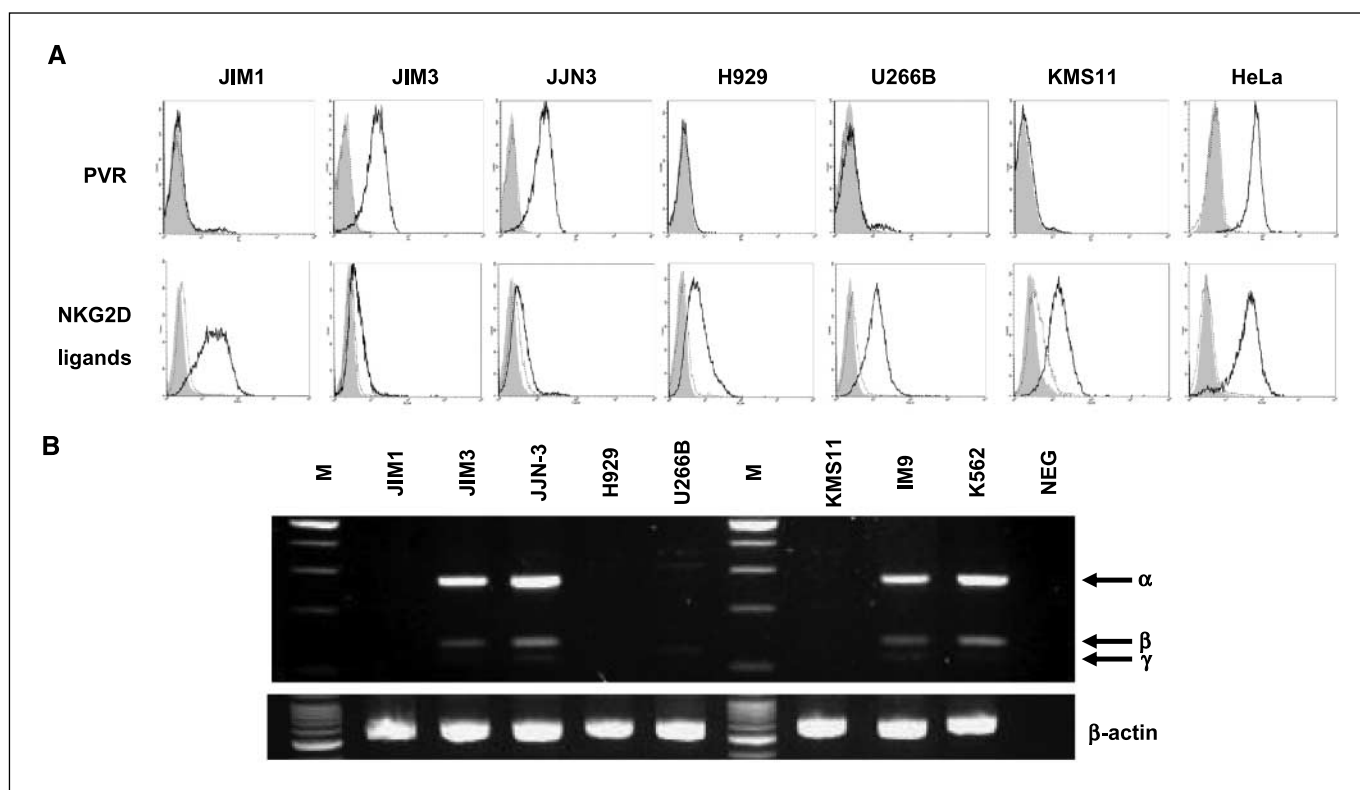 A
JIM1 JIM3 JJN3 H929 U266B KMS11 HeLa
PVR
NKG2D
ligands
B
M JIM1 JIM3 JJN-3 H929 U266B M KMS11 IM9 K562 NEG
α
β
γ
β-actin